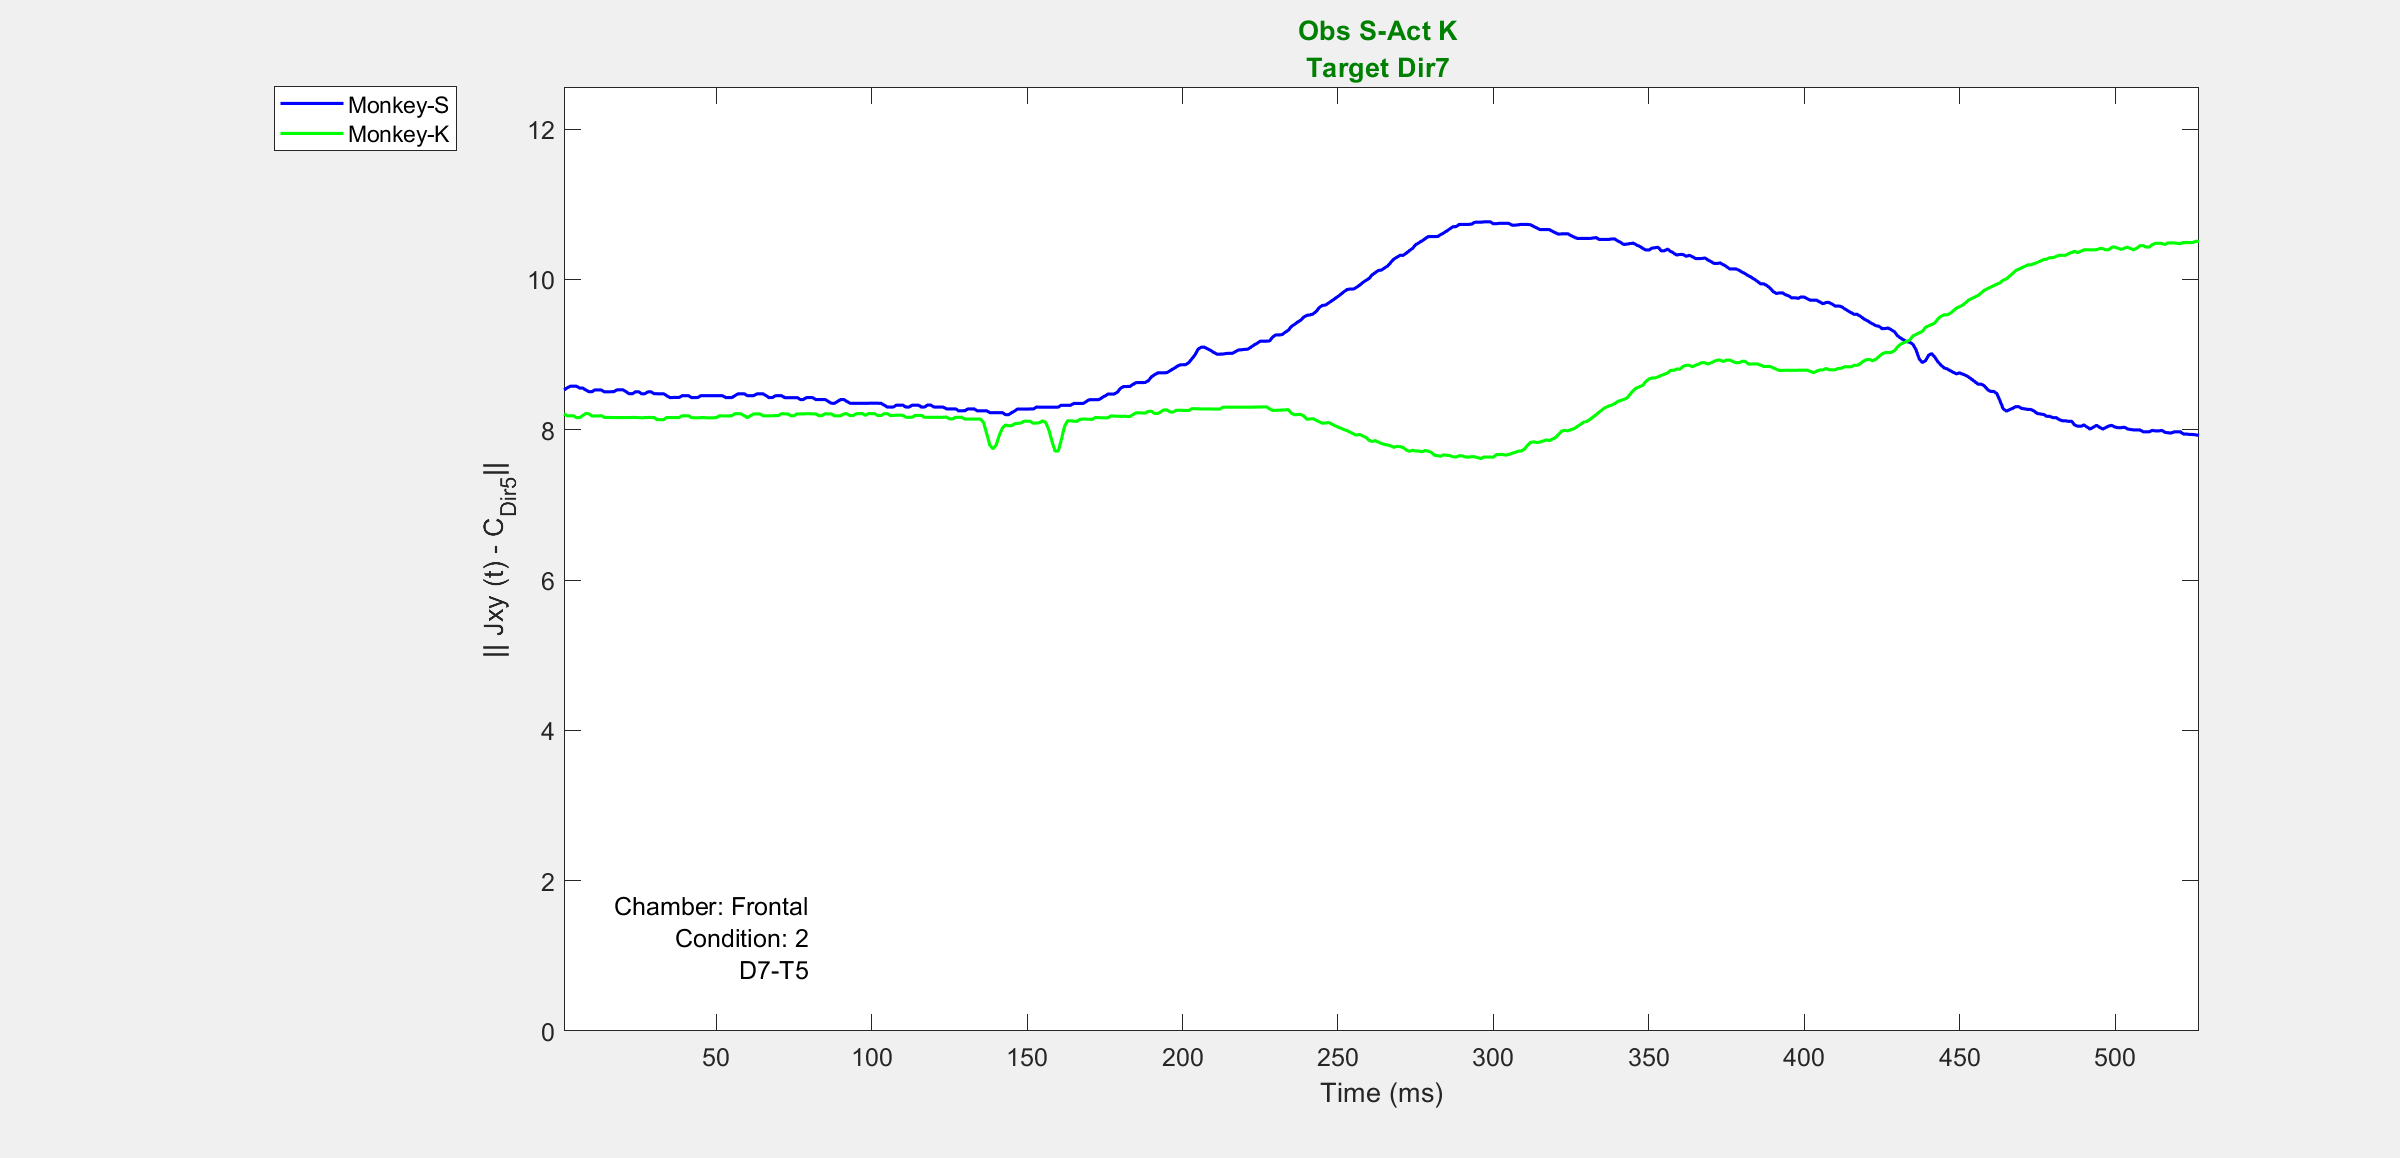 Obs S-Act K
Target Dir7
Monkey-S
Monkey-K
12
10
8
6
4
2
0
|| Jxy (t) - C_Dir5||
Chamber: Frontal
Condition: 2
D7-T5
50 100 150 200 250 300 350 400 450 500
Time (ms)